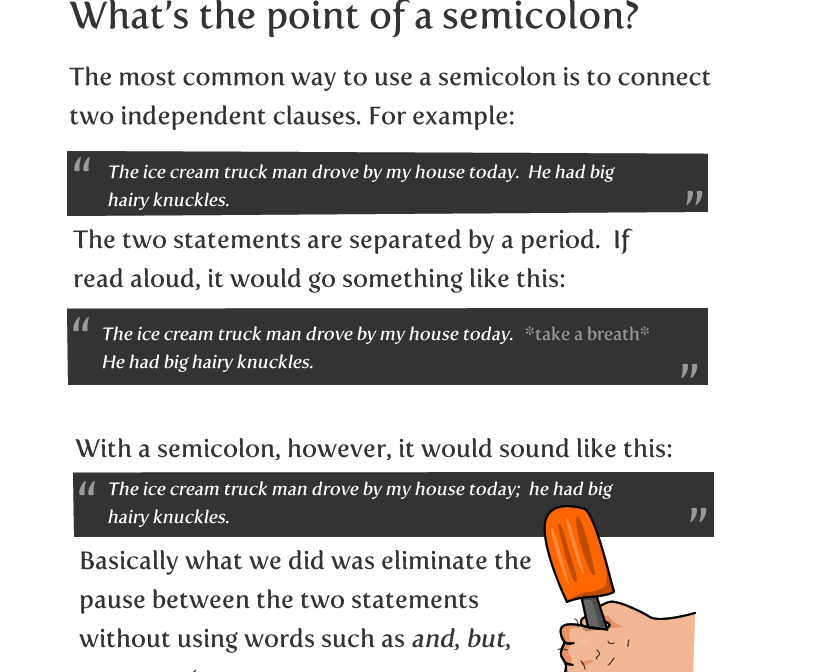 What's the point of a semicolon?
The most common way to use a semicolon is to connect
two independent clauses. For example:
“ The ice cream truck man drove by my house today.  He had big
hairy knuckles. ”
The two statements are separated by a period.  If
read aloud, it would go something like this:
“ The ice cream truck man drove by my house today.  *take a breath*
He had big hairy knuckles. ”
With a semicolon, however, it would sound like this:
“ The ice cream truck man drove by my house today;  he had big
hairy knuckles. ”
Basically what we did was eliminate the
pause between the two statements
without using words such as and, but,